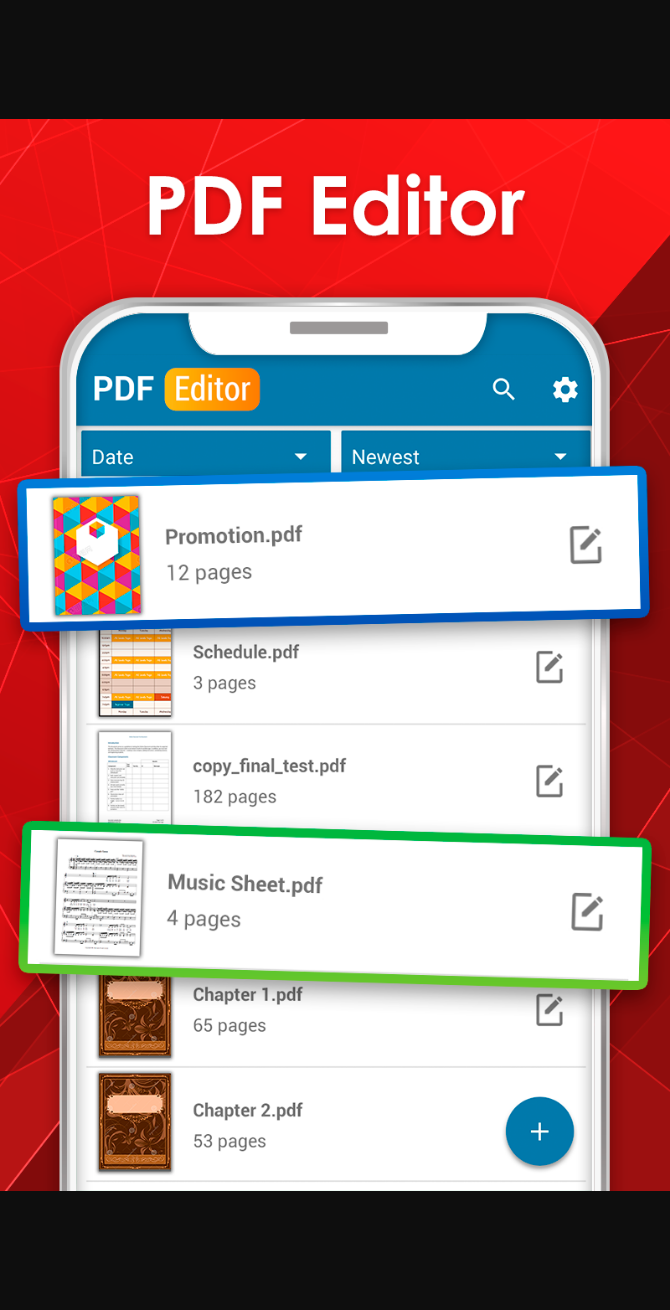 PDF Editor
PDF Editor
Date
Newest
Promotion.pdf
12 pages
Schedule.pdf
3 pages
copy_final_test.pdf
182 pages
Music Sheet.pdf
4 pages
Chapter 1.pdf
65 pages
Chapter 2.pdf
53 pages